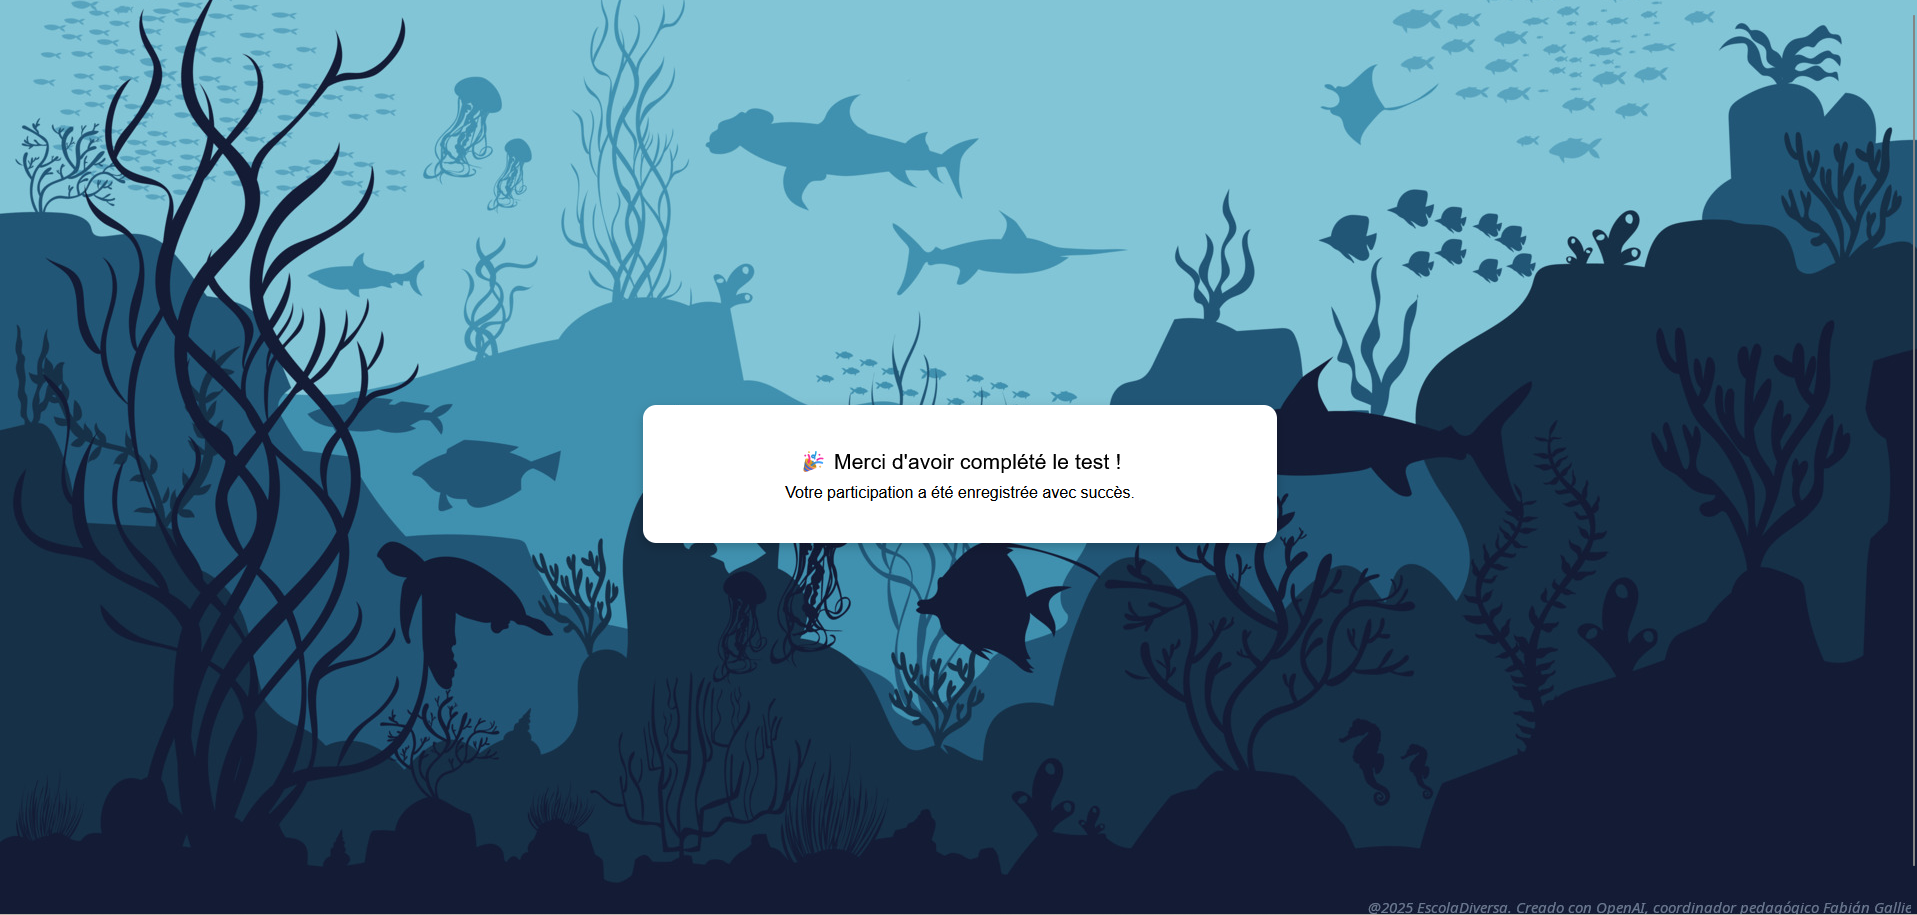 🎉 Merci d'avoir complété le test !
Votre participation a été enregistrée avec succès.
@2025 EscolaDiversa. Creado con OpenAI, coordinador pedagógico Fabián Gallie